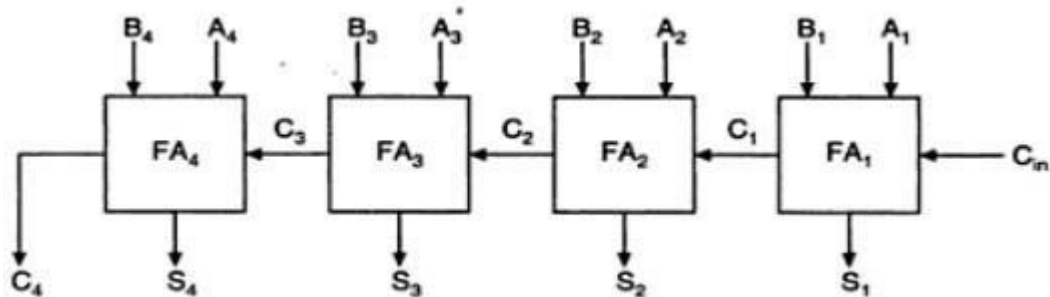 B₄ A₄ B₃ A₃ B₂ A₂ B₁ A₁
FA₄ C₃ FA₃ C₂ FA₂ C₁ FA₁ Cᵢₙ
C₄ S₄ S₃ S₂ S₁